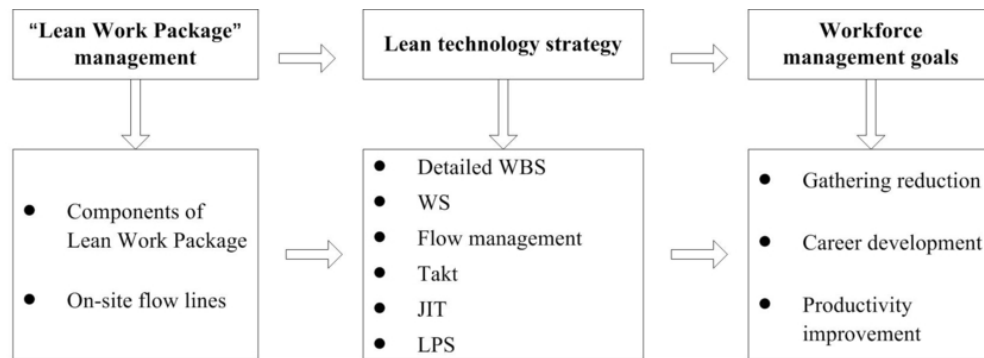 “Lean Work Package”
management
Lean technology strategy
Workforce
management goals
● Components of
Lean Work Package
● On-site flow lines
● Detailed WBS
● WS
● Flow management
● Takt
● JIT
● LPS
● Gathering reduction
● Career development
● Productivity
improvement